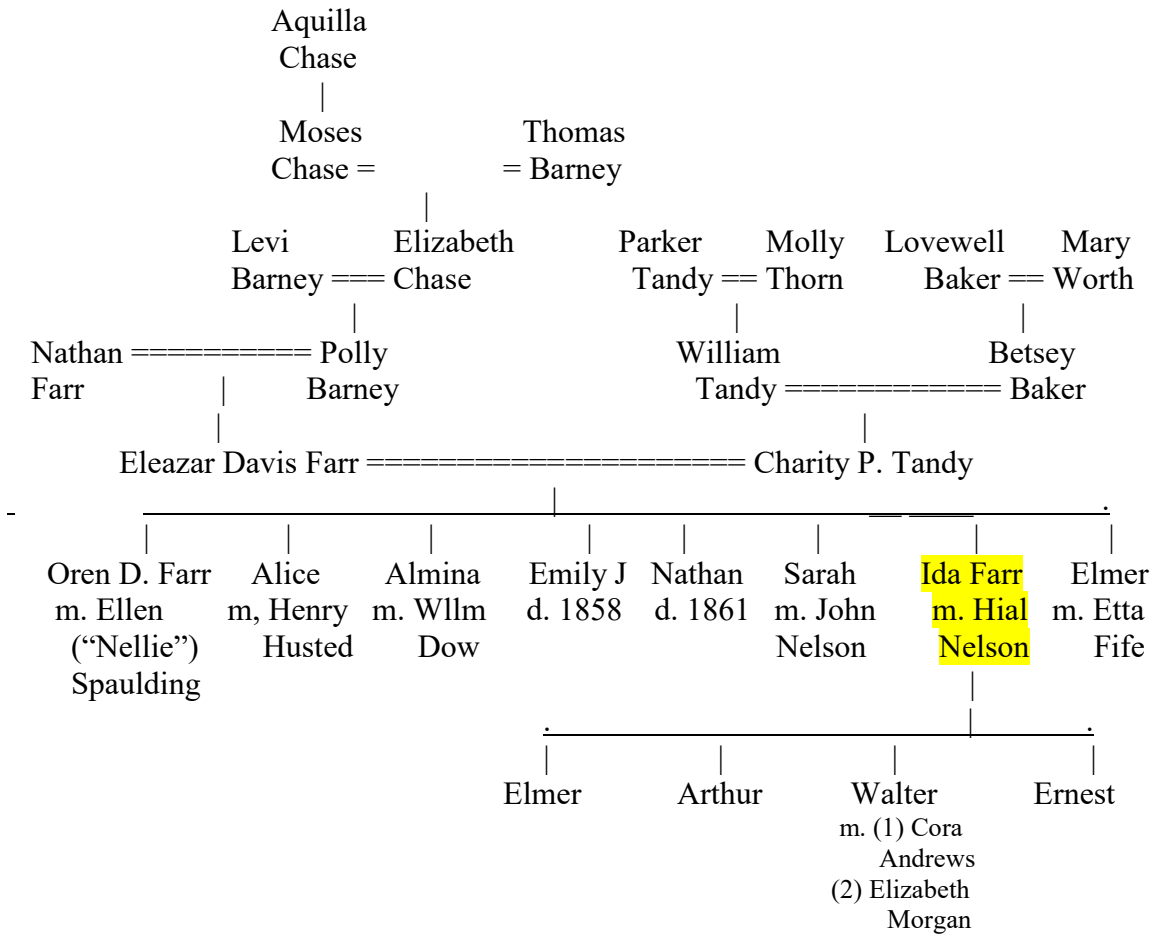 Aquilla
Chase
|
Moses Thomas
Chase = = Barney
|
Levi Elizabeth Parker Molly Lovewell Mary
Barney === Chase Tandy == Thorn Baker == Worth
| | |
Nathan ========== Polly William Betsey
Farr | Barney Tandy ============ Baker
| |
Eleazar Davis Farr ===================== Charity P. Tandy
|
| | | | | | | |
Oren D. Farr Alice Almina Emily J Nathan Sarah Ida Farr Elmer
m. Ellen m, Henry m. Wllm d. 1858 d. 1861 m. John m. Hial m. Etta
(“Nellie”) Husted Dow Nelson Nelson Fife
Spaulding |
|
| | | |
Elmer Arthur Walter Ernest
m. (1) Cora
Andrews
(2) Elizabeth
Morgan